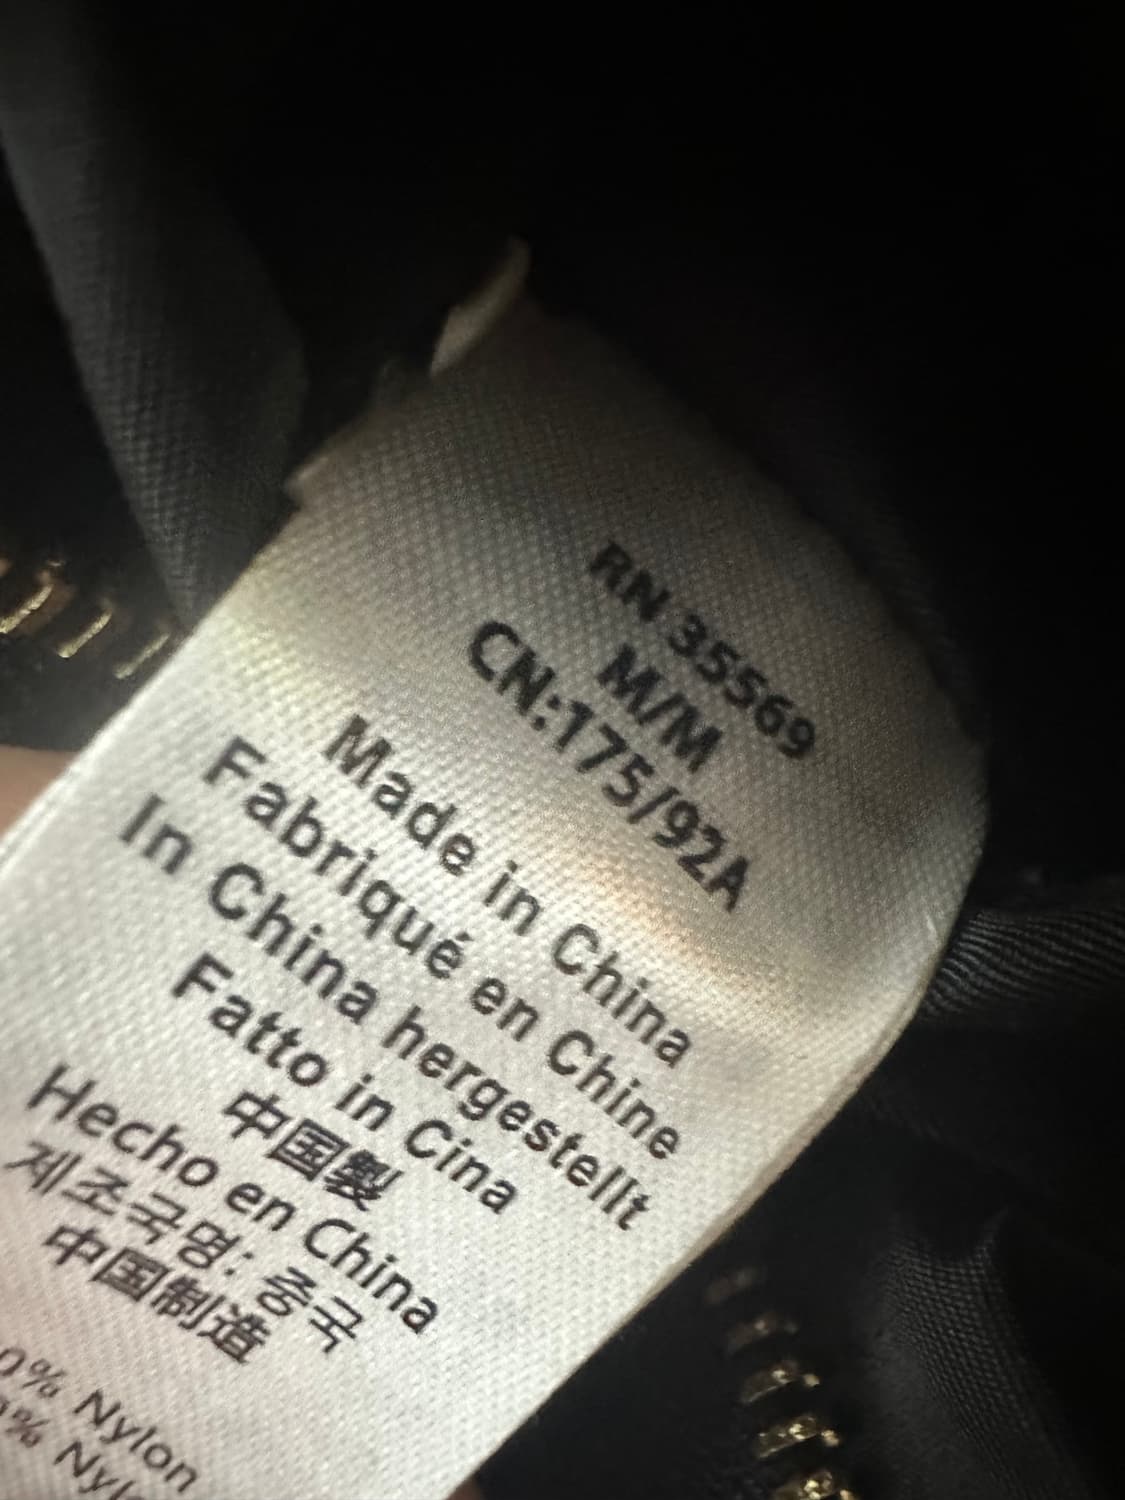 RN 35569
M/M
CN:175/92A
Made in China
Fabriqué en Chine
In China hergestellt
Fatto in Cina
中国製
Hecho en China
제조국명: 중국
中国制造
Nylon